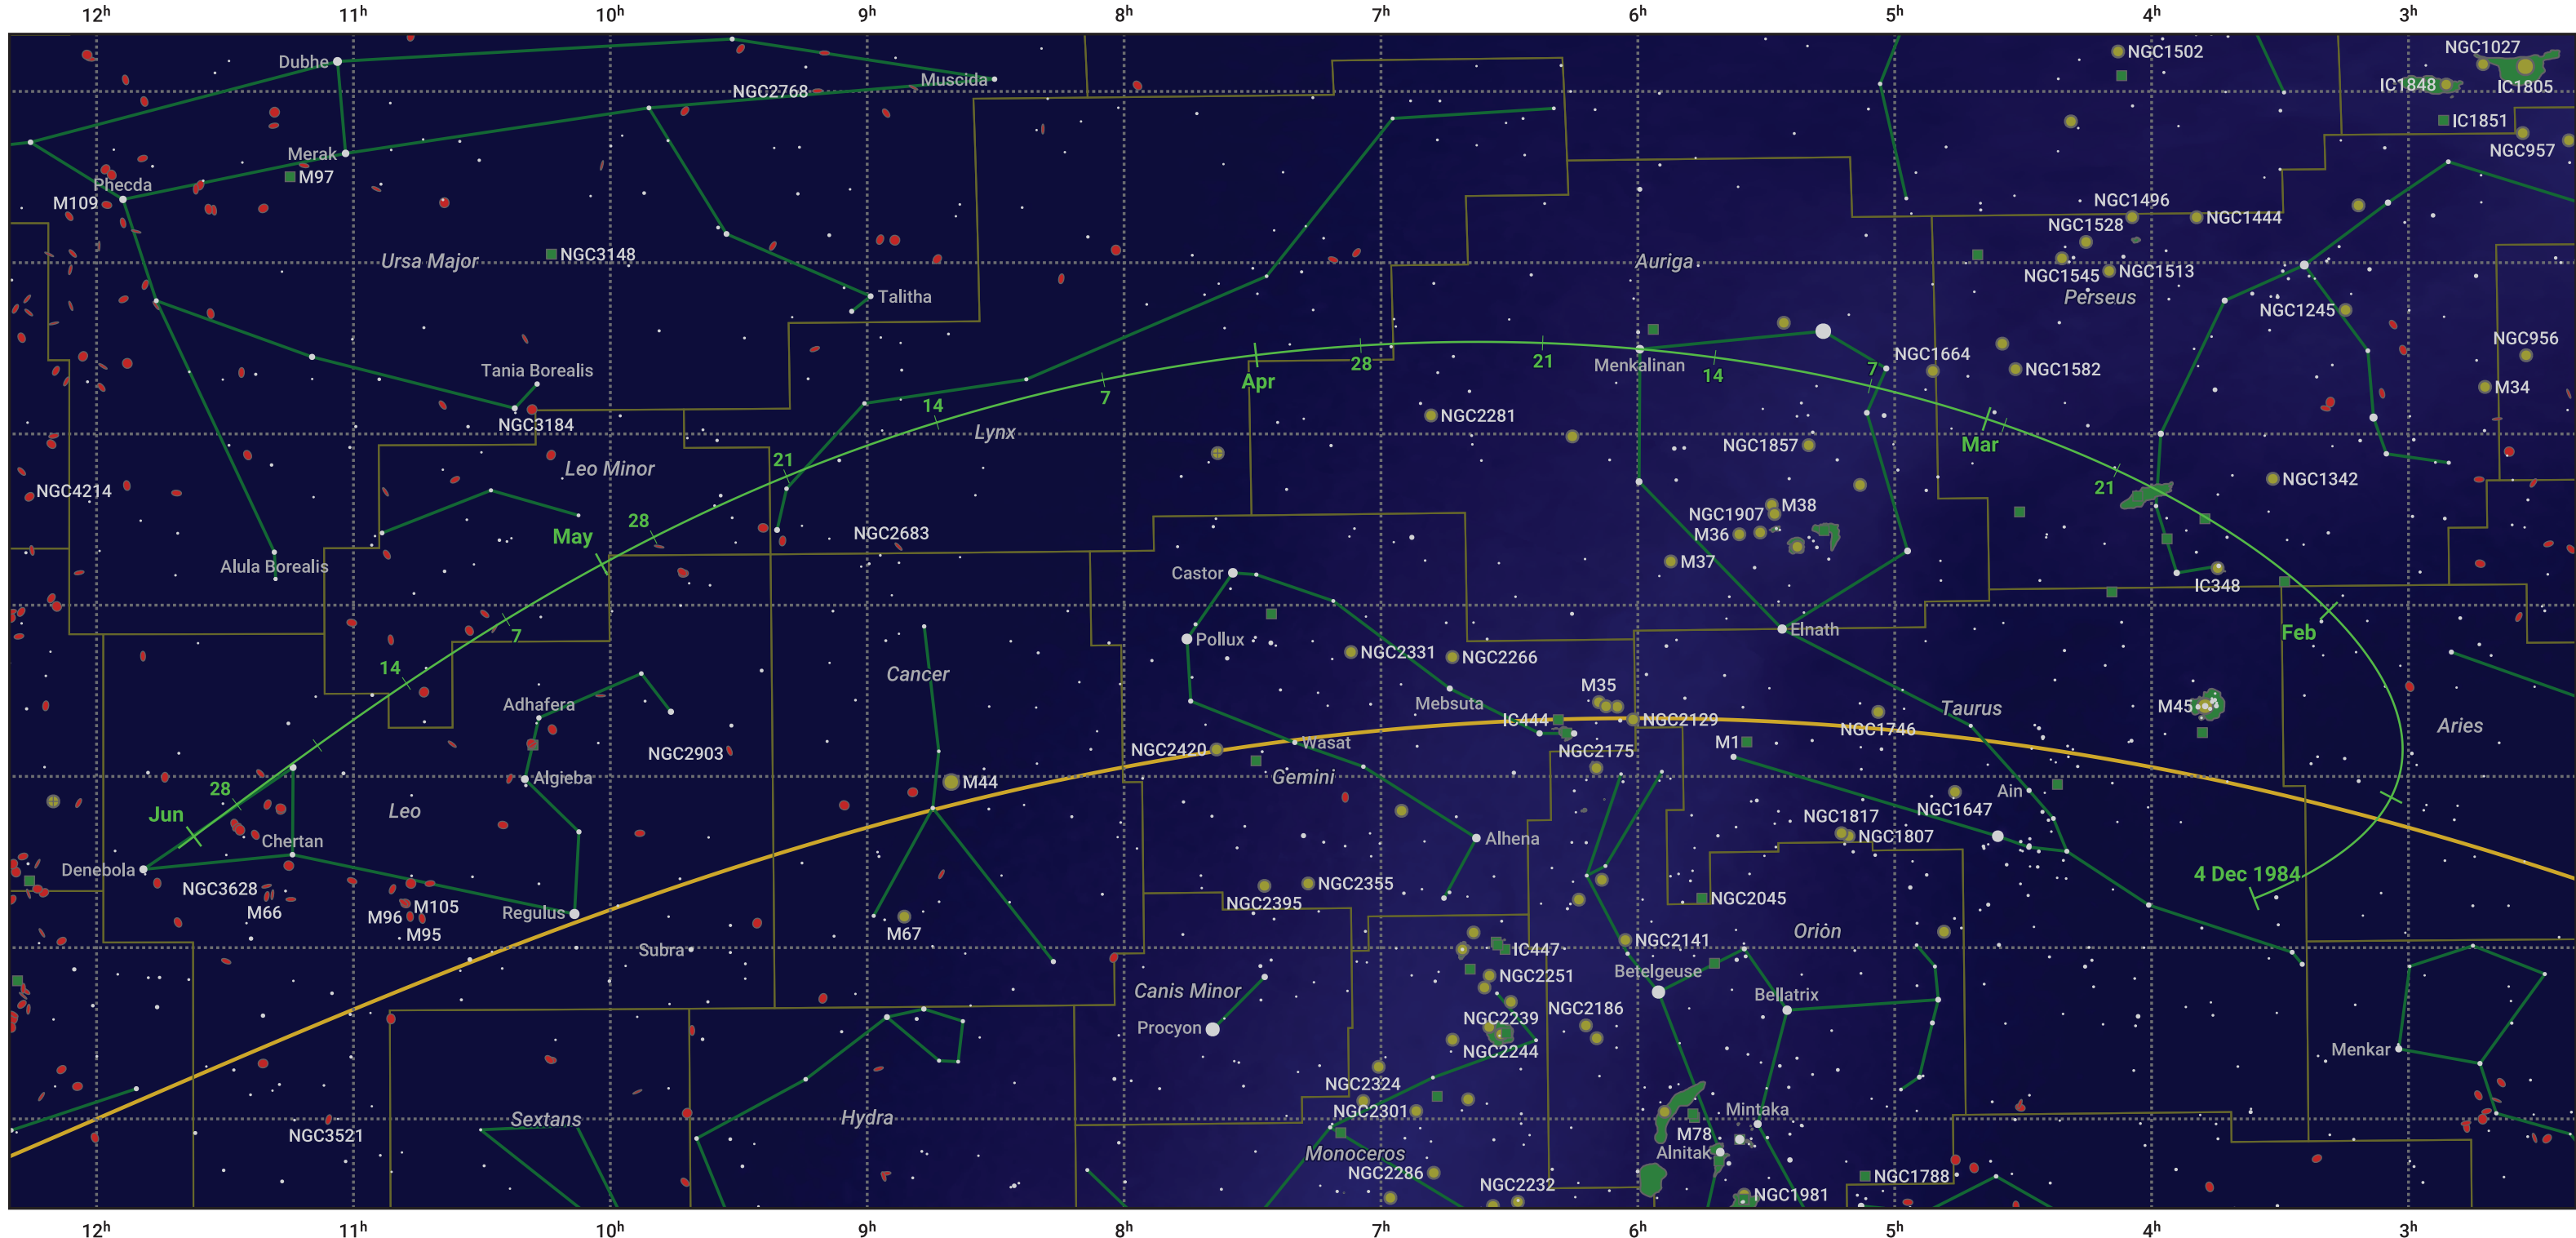 12h 11h 10h 9h 8h 7h 6h 5h 4h 3h
NGC1502
NGC1027
Dubhe
Muscida
NGC2768
IC1848
IC1805
IC1851
Merak
NGC957
M97
Phecda
M109
NGC1496
NGC1444
NGC1528
NGC3148
Ursa Major
Auriga
NGC1545
NGC1513
Talitha
Perseus
NGC1245
NGC956
NGC1664
Menkalinan
28
21
14
7
Tania Borealis
Apr
NGC1582
M34
7
14
NGC2281
NGC3184
Lynx
NGC1857
Mar
21
Leo Minor
NGC1342
21
NGC4214
M38
NGC1907
28
May
NGC2683
M36
M37
Alula Borealis
Castor
IC348
7
Pollux
Elnath
Feb
NGC2331
NGC2266
14
Cancer
M35
Adhafera
Mebsuta
Taurus
M45
IC444
NGC2129
Aries
NGC1746
NGC2903
NGC2420
Wasat
NGC2175
M1
Algieba
M44
Gemini
28
Leo
Ain
Jun
NGC1647
NGC1817
NGC1807
Chertan
Alhena
Denebola
4 Dec 1984
NGC3628
NGC2355
NGC2395
NGC2045
M66
M105
M96
M95
Regulus
M67
Orion
Subra
NGC2141
IC447
Betelgeuse
NGC2251
Canis Minor
Bellatrix
NGC2186
NGC2239
Procyon
NGC2244
Menkar
NGC2324
NGC2301
Mintaka
Sextans
Hydra
NGC3521
M78
Monoceros
Alnitak
NGC2286
NGC2232
NGC1788
NGC1981
12h 11h 10h 9h 8h 7h 6h 5h 4h 3h